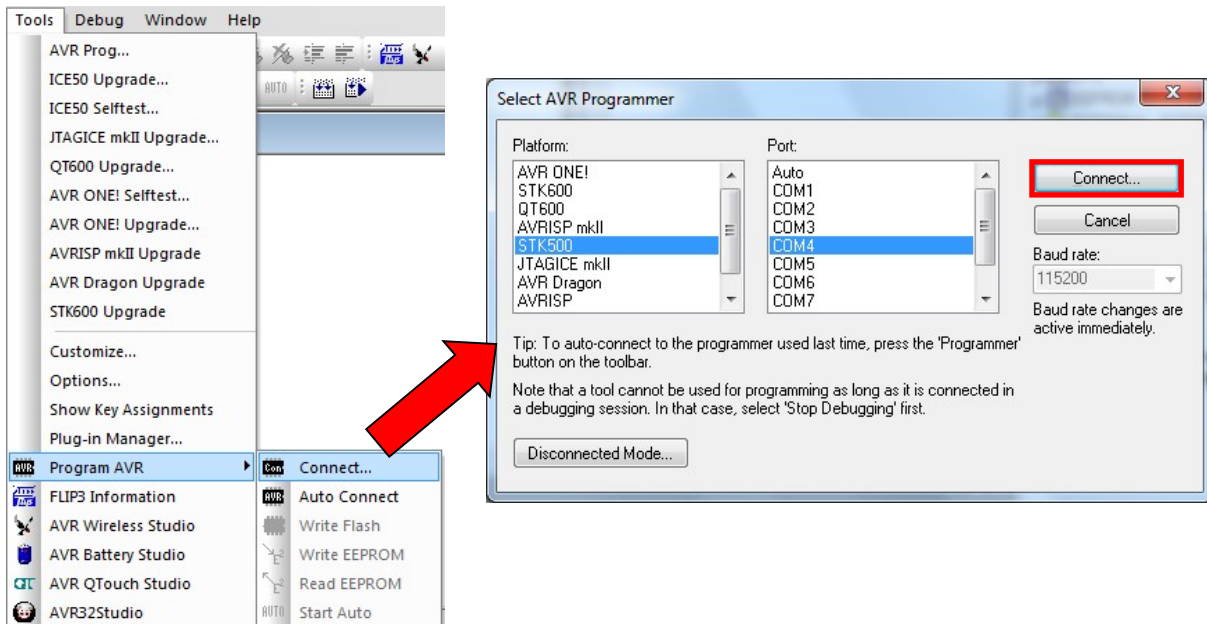 Tools Debug Window Help
AVR Prog...
ICE50 Upgrade...
ICE50 Selftest...
JTAGICE mkII Upgrade...
QT600 Upgrade...
AVR ONE! Selftest...
AVR ONE! Upgrade...
AVRISP mkII Upgrade
AVR Dragon Upgrade
STK600 Upgrade
Customize...
Options...
Show Key Assignments
Plug-in Manager...
AVR Program AVR
FLIP3 Information
AVR Wireless Studio
AVR Battery Studio
QT AVR QTouch Studio
AVR32Studio
Con Connect...
AVR Auto Connect
Write Flash
Write EEPROM
Read EEPROM
AUTO Start Auto
AUTO
Select AVR Programmer
Platform:
AVR ONE!
STK600
QT600
AVRISP mkII
STK500
JTAGICE mkII
AVR Dragon
AVRISP
Port:
Auto
COM1
COM2
COM3
COM4
COM5
COM6
COM7
Connect...
Cancel
Baud rate:
115200
Baud rate changes are
active immediately.
Tip: To auto-connect to the programmer used last time, press the 'Programmer'
button on the toolbar.
Note that a tool cannot be used for programming as long as it is connected in
a debugging session. In that case, select 'Stop Debugging' first.
Disconnected Mode...